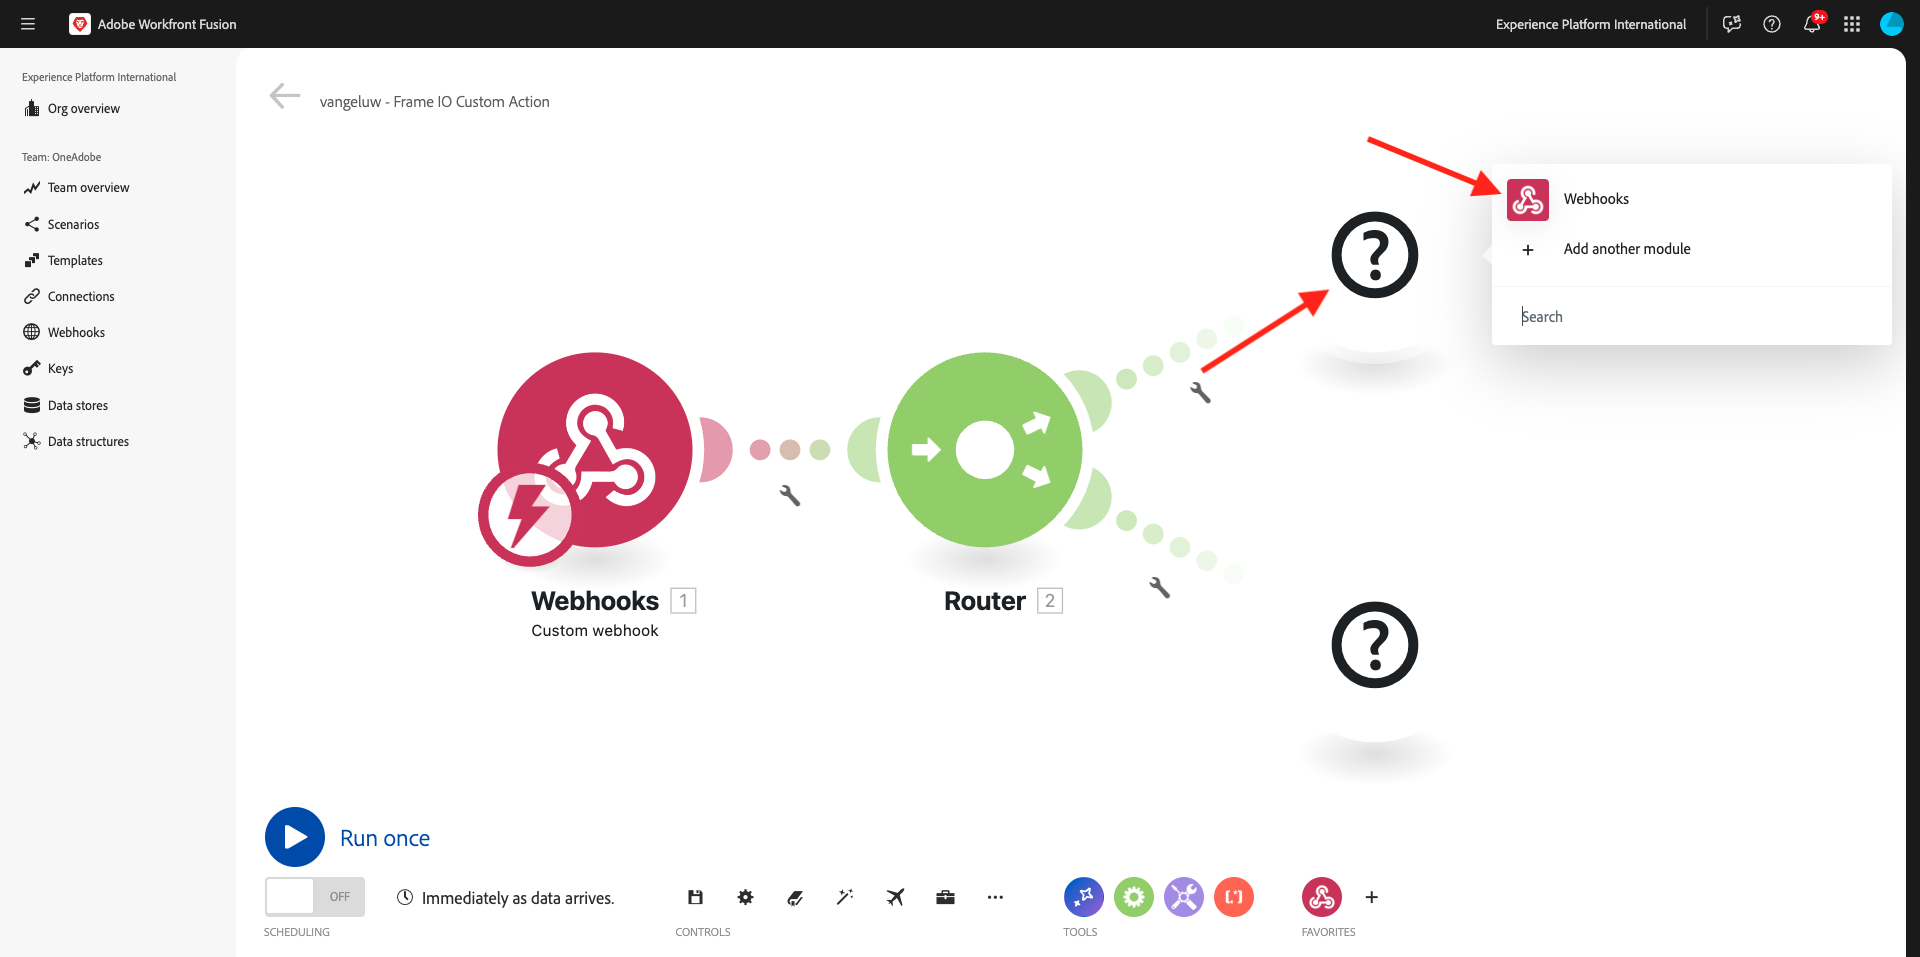 Adobe Workfront Fusion
Experience Platform International
9+
Experience Platform International
Org overview
Team: OneAdobe
Team overview
Scenarios
Templates
Connections
Webhooks
Keys
Data stores
Data structures
vangeluw - Frame IO Custom Action
Webhooks
Add another module
Search
?
?
Webhooks 1
Custom webhook
Router 2
Run once
OFF
Immediately as data arrives.
SCHEDULING
CONTROLS
TOOLS
FAVORITES